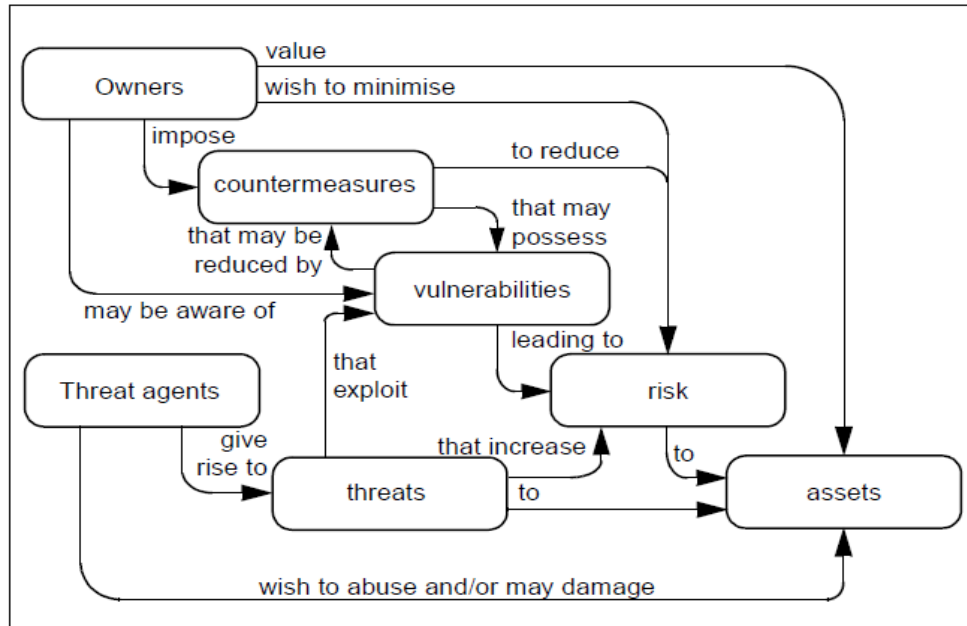 value
Owners
wish to minimise
impose
to reduce
countermeasures
that may
possess
that may be
reduced by
vulnerabilities
may be aware of
leading to
that
exploit
Threat agents
risk
give
rise to
that increase
to
threats
to
assets
wish to abuse and/or may damage